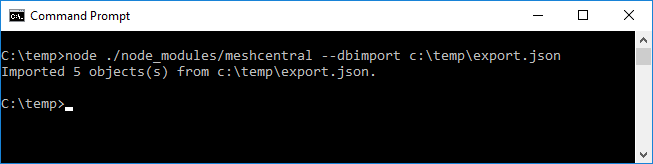 Command Prompt
C:\temp>node ./node_modules/meshcentral --dbimport c:\temp\export.json
Imported 5 objects(s) from c:\temp\export.json.
C:\temp>